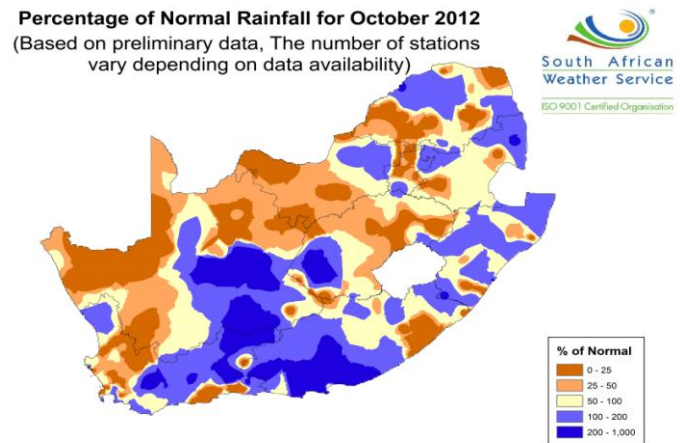 Percentage of Normal Rainfall for October 2012
(Based on preliminary data, The number of stations
vary depending on data availability)
South African
Weather Service
ISO 9001 Certified Organisation
% of Normal
0 - 25
25 - 50
50 - 100
100 - 200
200 - 1,000